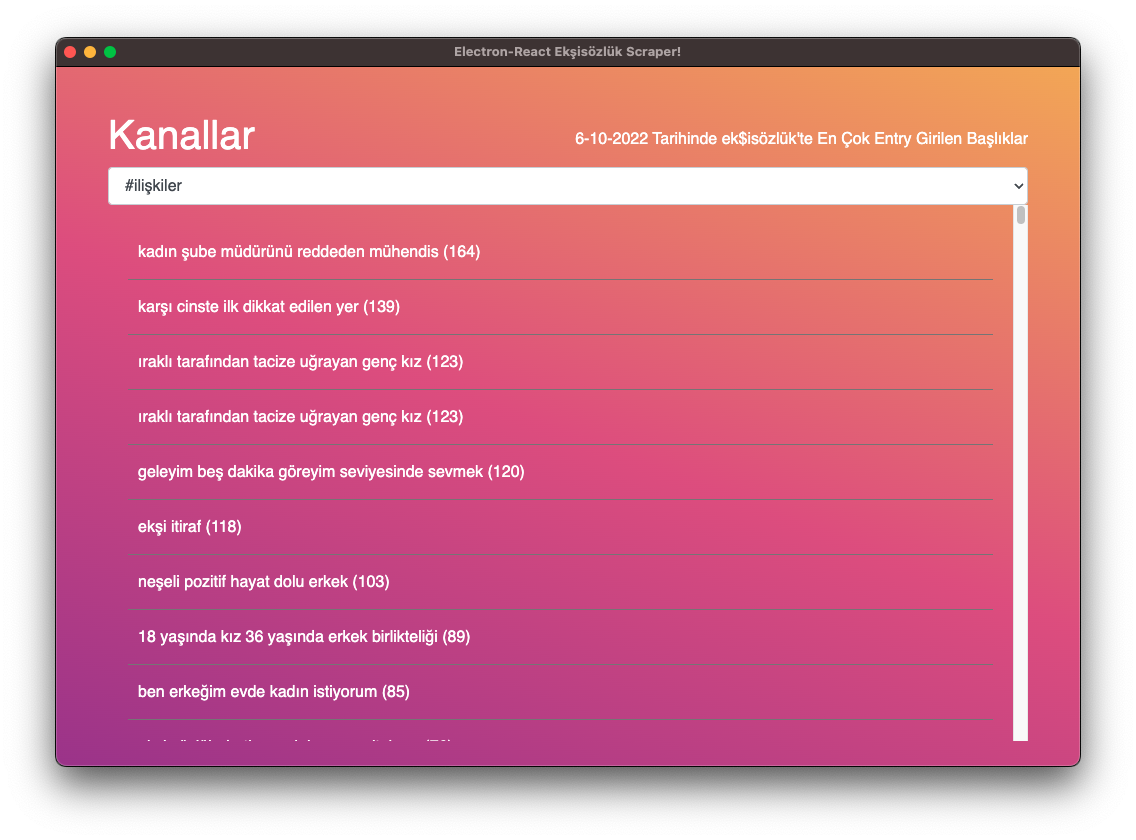 Electron-React Ekşisözlük Scraper!
Kanallar
6-10-2022 Tarihinde ek$isözlük'te En Çok Entry Girilen Başlıklar
#ilişkiler
kadın şube müdürünü reddeden mühendis (164)
karşı cinste ilk dikkat edilen yer (139)
ıraklı tarafından tacize uğrayan genç kız (123)
ıraklı tarafından tacize uğrayan genç kız (123)
geleyim beş dakika göreyim seviyesinde sevmek (120)
ekşi itiraf (118)
neşeli pozitif hayat dolu erkek (103)
18 yaşında kız 36 yaşında erkek birlikteliği (89)
ben erkeğim evde kadın istiyorum (85)